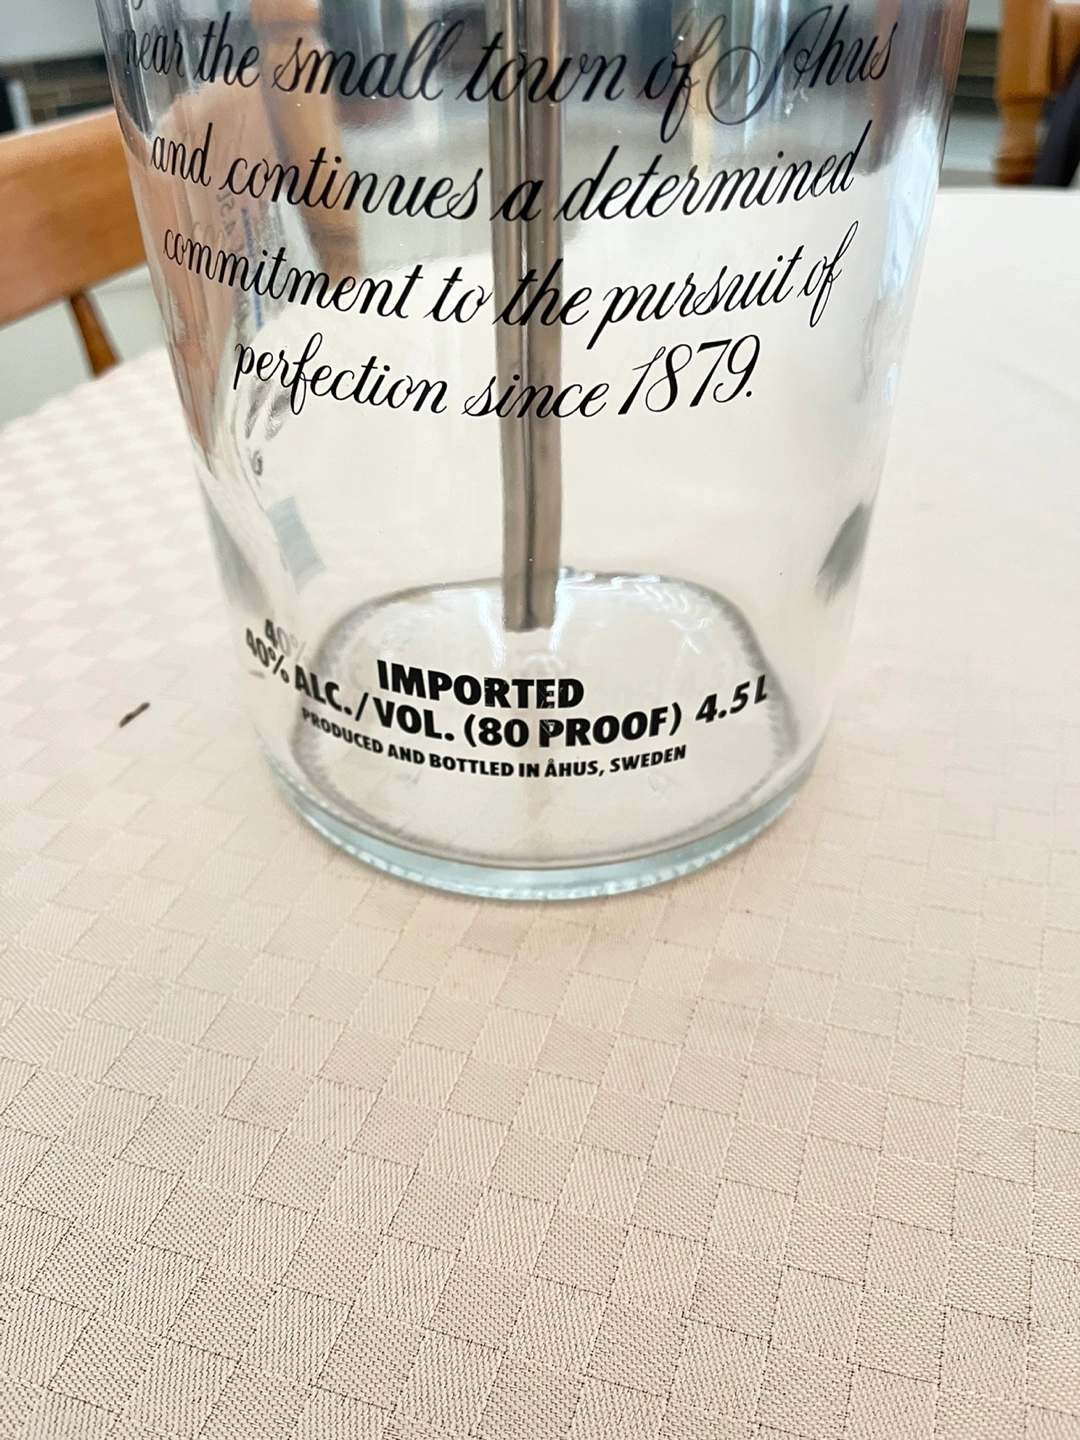 near the small town of Åhus
and continues a determined
commitment to the pursuit of
perfection since 1879.
IMPORTED
40% ALC./VOL. (80 PROOF) 4.5 L
PRODUCED AND BOTTLED IN ÅHUS, SWEDEN